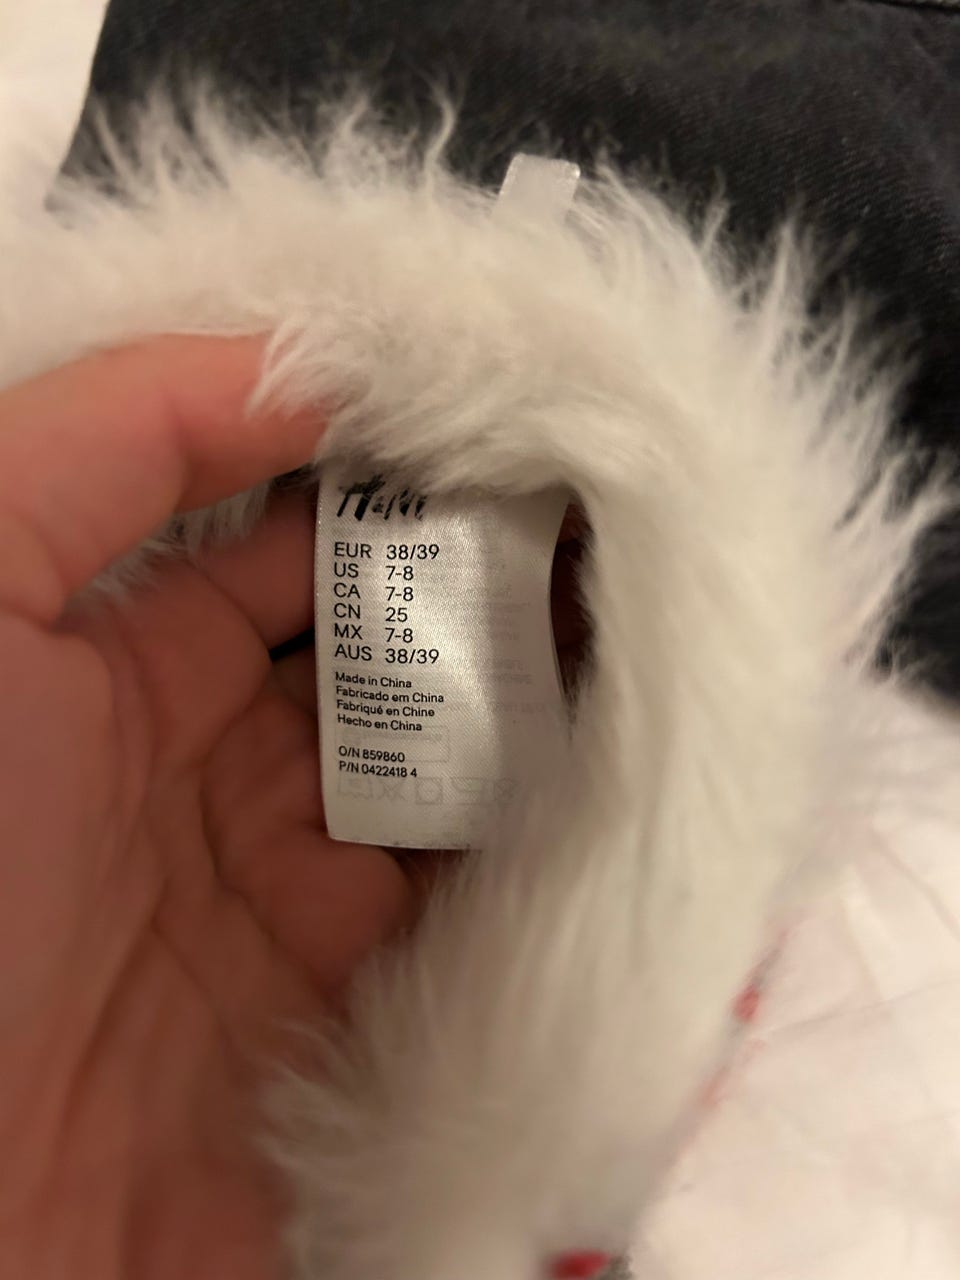 H&M
EUR 38/39
US 7-8
CA 7-8
CN 25
MX 7-8
AUS 38/39
Made in China
Fabricado em China
Fabriqué en Chine
Hecho en China
O/N 859860
P/N 0422418 4